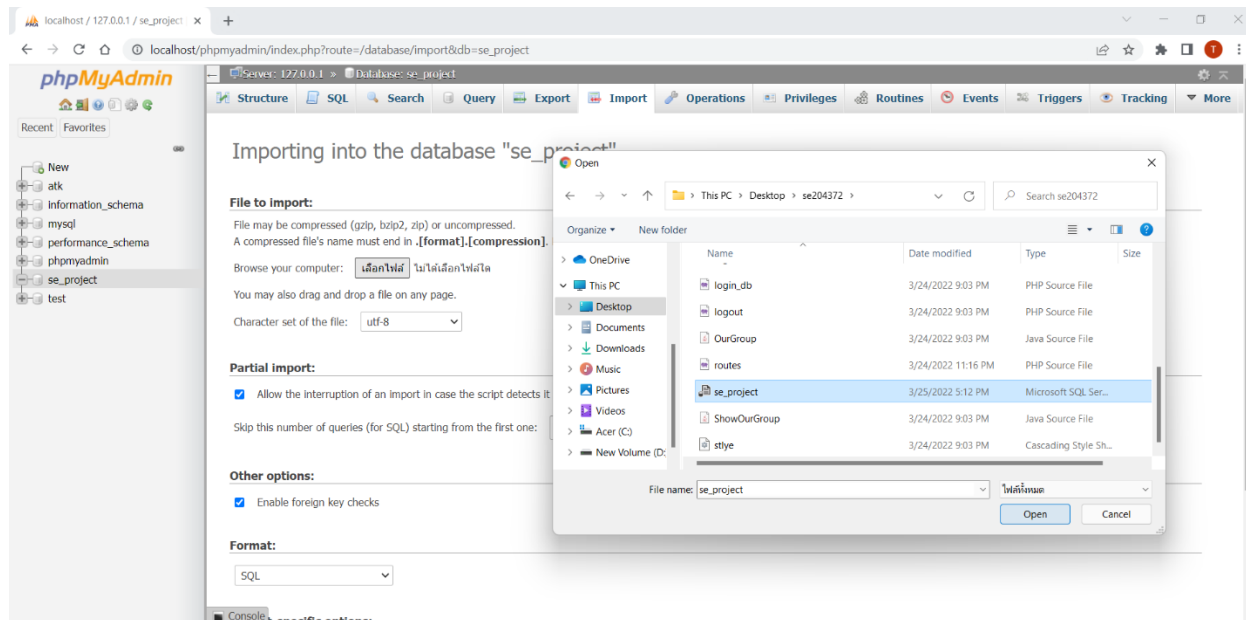 localhost / 127.0.0.1 / se_project
localhost/phpmyadmin/index.php?route=/database/import&db=se_project
T
phpMyAdmin
Recent Favorites
New
atk
information_schema
mysql
performance_schema
phpmyadmin
se_project
test
Server: 127.0.0.1 » Database: se_project
Structure SQL Search Query Export Import Operations Privileges Routines Events Triggers Tracking More
Importing into the database "se_project"
File to import:
File may be compressed (gzip, bzip2, zip) or uncompressed.
A compressed file's name must end in .[format].[compression].
Browse your computer: เลือกไฟล์ ไม่ได้เลือกไฟล์ใด
You may also drag and drop a file on any page.
Character set of the file: utf-8
Partial import:
Allow the interruption of an import in case the script detects it
Skip this number of queries (for SQL) starting from the first one:
Other options:
Enable foreign key checks
Format:
SQL
Console
Open
This PC > Desktop > se204372 >
Search se204372
Organize New folder
OneDrive
This PC
Desktop
Documents
Downloads
Music
Pictures
Videos
Acer (C:)
New Volume (D:
Name Date modified Type Size
login_db 3/24/2022 9:03 PM PHP Source File
logout 3/24/2022 9:03 PM PHP Source File
OurGroup 3/24/2022 9:03 PM Java Source File
routes 3/24/2022 11:16 PM PHP Source File
se_project 3/25/2022 5:12 PM Microsoft SQL Ser...
ShowOurGroup 3/24/2022 9:03 PM Java Source File
stlye 3/24/2022 9:03 PM Cascading Style Sh...
File name: se_project ไฟล์ทั้งหมด
Open Cancel